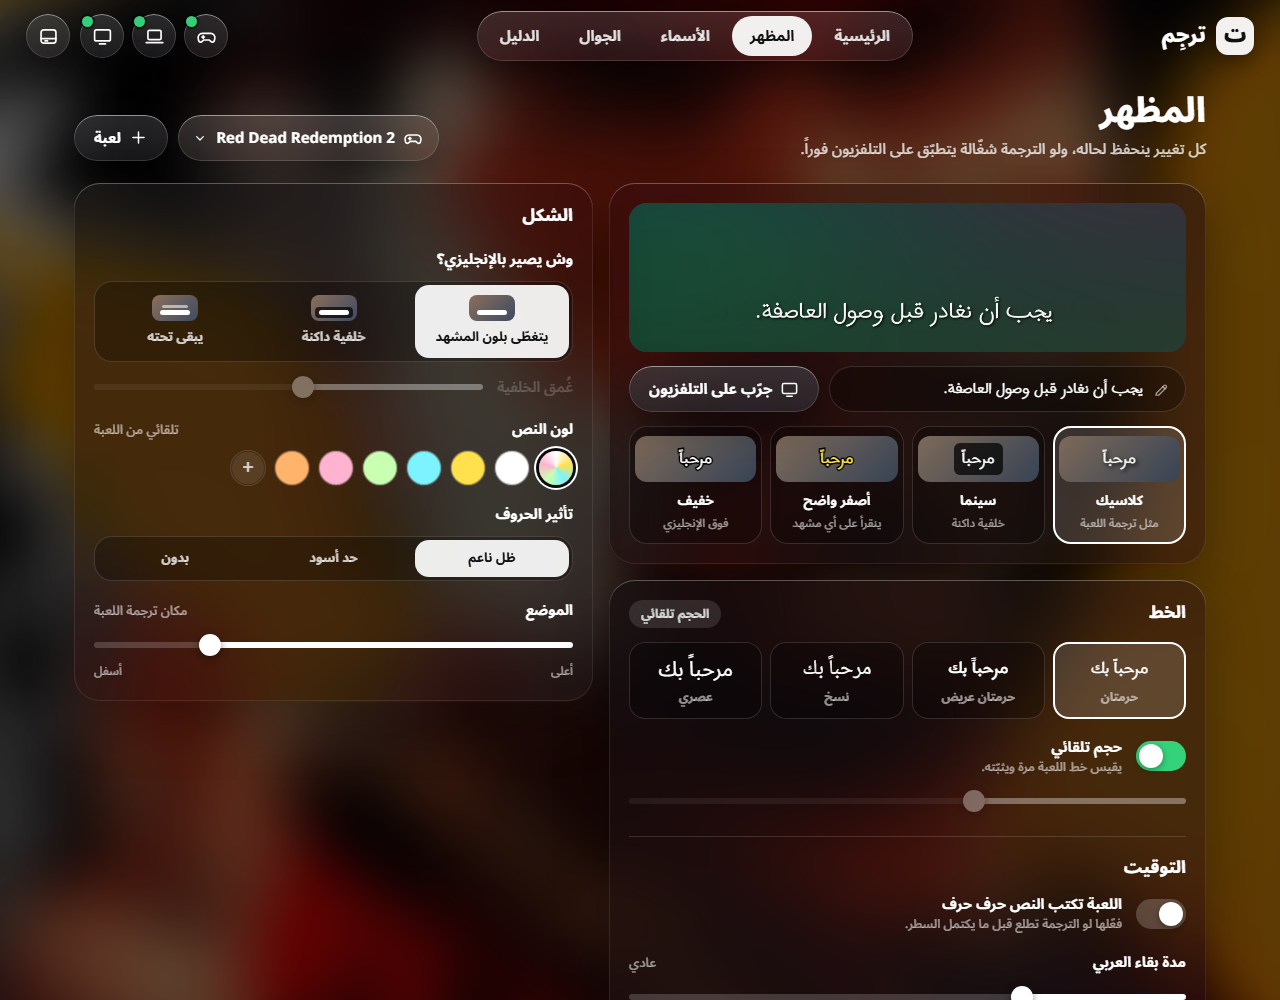 ترجِم
ت
الرئيسية
المظهر
الأسماء
الجوال
الدليل
المظهر
كل تغيير ينحفظ لحاله، ولو الترجمة شغّالة يتطبّق على التلفزيون فوراً.
Red Dead Redemption 2
لعبة
يجب أن نغادر قبل وصول العاصفة.
يجب أن نغادر قبل وصول العاصفة.
جرّب على التلفزيون
مرحباً
كلاسيك
مثل ترجمة اللعبة
مرحباً
سينما
خلفية داكنة
مرحباً
أصفر واضح
ينقرأ على أي مشهد
مرحباً
خفيف
فوق الإنجليزي
الخط
الحجم تلقائي
مرحباً بك
حرمتان
مرحباً بك
حرمتان عريض
مرحباً بك
نسخ
مرحباً بك
عصري
حجم تلقائي
يقيس خط اللعبة مرة ويثبّته.
التوقيت
اللعبة تكتب النص حرف حرف
فعّلها لو الترجمة تطلع قبل ما يكتمل السطر.
مدة بقاء العربي
عادي
الشكل
وش يصير بالإنجليزي؟
يتغطّى بلون المشهد
خلفية داكنة
يبقى تحته
غُمق الخلفية
لون النص
تلقائي من اللعبة
+
تأثير الحروف
ظل ناعم
حد أسود
بدون
الموضع
مكان ترجمة اللعبة
أعلى
أسفل